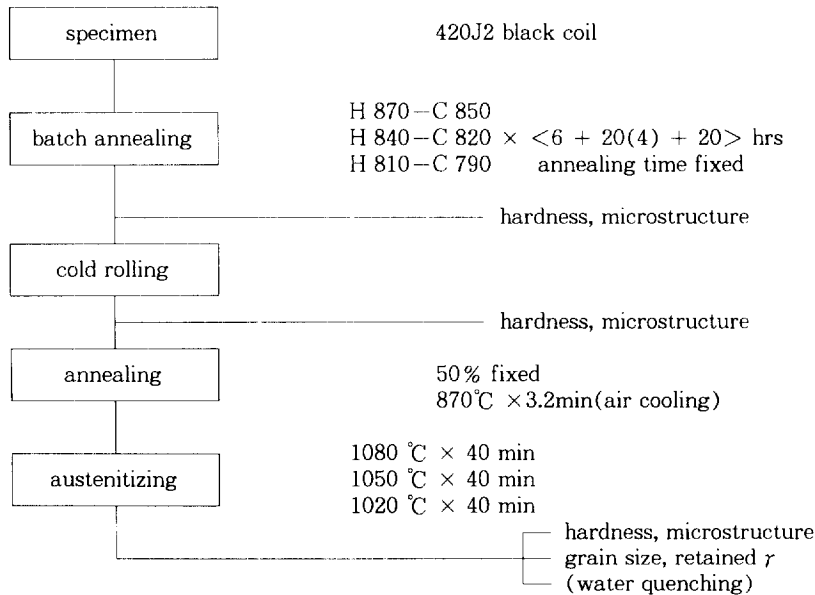 specimen
420J2 black coil
H 870-C 850
batch annealing
H 840-C 820 × <6 + 20(4) + 20> hrs
H 810-C 790 annealing time fixed
hardness, microstructure
cold rolling
hardness, microstructure
annealing
50% fixed
870℃ ×3.2min(air cooling)
1080 ℃ × 40 min
austenitizing
1050 ℃ × 40 min
1020 ℃ × 40 min
hardness, microstructure
grain size, retained γ
(water quenching)